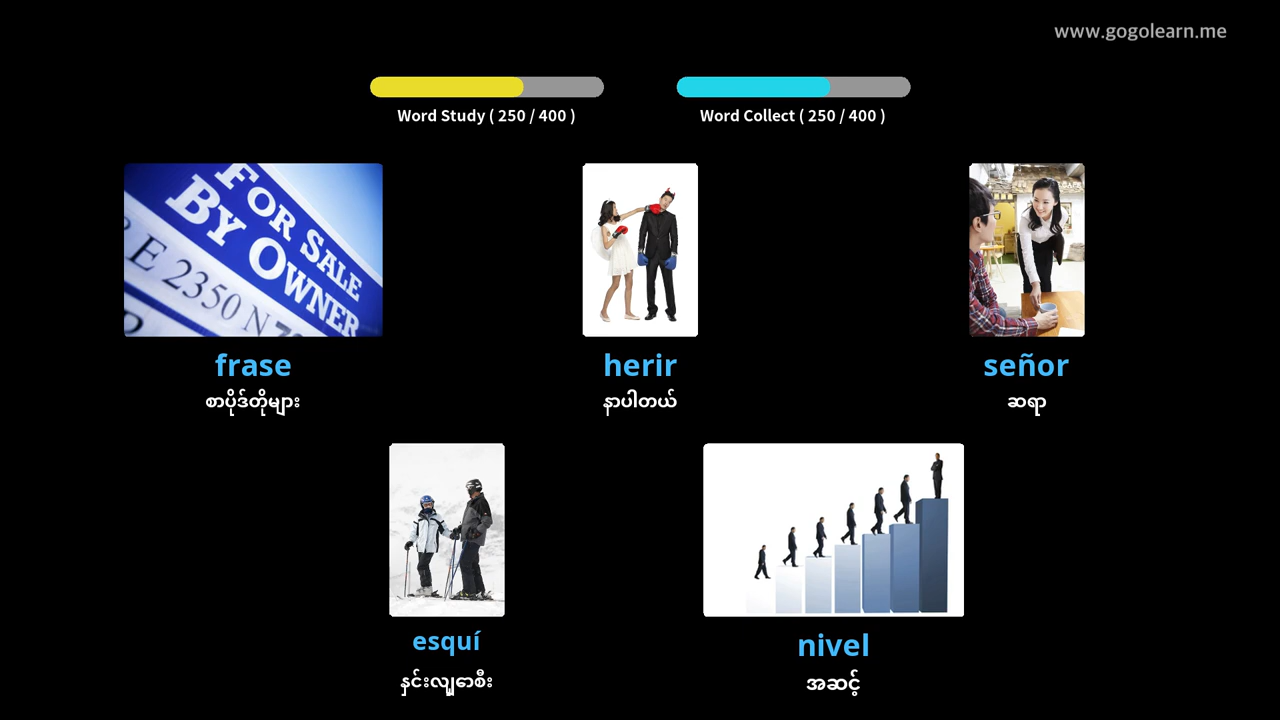 www.gogolearn.me
Word Study ( 250 / 400 )
Word Collect ( 250 / 400 )
FOR SALE
BY OWNER
E 2350 N
frase
စာပိုဒ်တိုများ
herir
နာပါတယ်
señor
ဆရာ
esquí
နှင်းလျှောစီး
nivel
အဆင့်